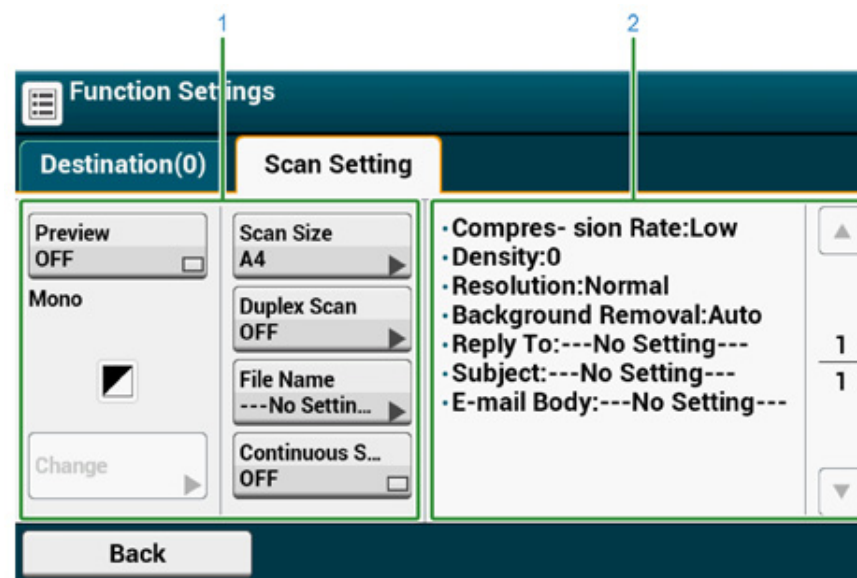 1
2
Function Settings
Destination(0)
Scan Setting
Preview
OFF
Mono
Change
Scan Size
A4
Duplex Scan
OFF
File Name
---No Settin...
Continuous S...
OFF
·Compres- sion Rate:Low
·Density:0
·Resolution:Normal
·Background Removal:Auto
·Reply To:---No Setting---
·Subject:---No Setting---
·E-mail Body:---No Setting---
1
1
Back